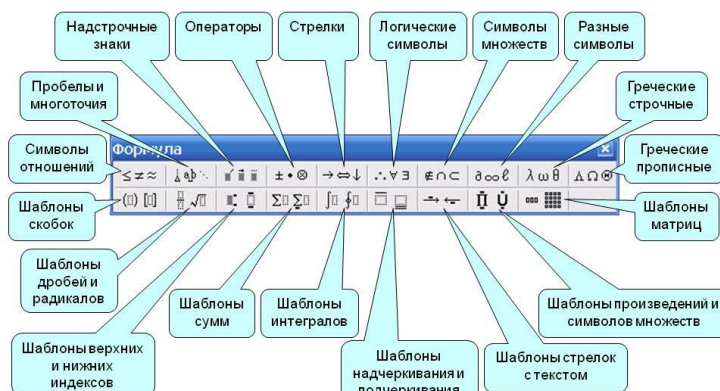 Надстрочные
знаки
Операторы
Стрелки
Логические
символы
Символы
множеств
Разные
символы
Пробелы и
многоточия
Греческие
строчные
Символы
отношений
Формула
Греческие
прописные
≤ ≠ ≈ ± • ⊗ → ⇔ ↓ ∴ ∀ ∃ ∉ ∩ ⊂ ∂ ∞ ℓ λ ω θ Λ Ω ⊛
Шаблоны
скобок
Шаблоны
матриц
Шаблоны
дробей и
радикалов
Шаблоны
сумм
Шаблоны
интегралов
Шаблоны произведений и
символов множеств
Шаблоны верхних
и нижних
индексов
Шаблоны
надчеркивания и
подчеркивания
Шаблоны стрелок
с текстом